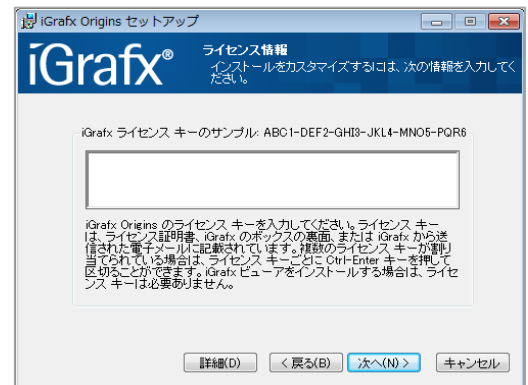 iGrafx Origins セットアップ
iGrafx®
ライセンス情報
インストールをカスタマイズするには、次の情報を入力してく
ださい。
iGrafx ライセンス キーのサンプル: ABC1-DEF2-GHI3-JKL4-MNO5-PQR6
iGrafx Origins のライセンス キーを入力してください。ライセンス キー
は、ライセンス証明書、iGrafx のボックスの裏面、または iGrafx から送
信された電子メールに記載されています。複数のライセンス キーが割り
当てられている場合は、ライセンス キーごとに Ctrl-Enter キーを押して
区切ることができます。iGrafx ビューアをインストールする場合は、ライセ
ンス キーは必要ありません。
詳細(D) < 戻る(B) 次へ(N) > キャンセル